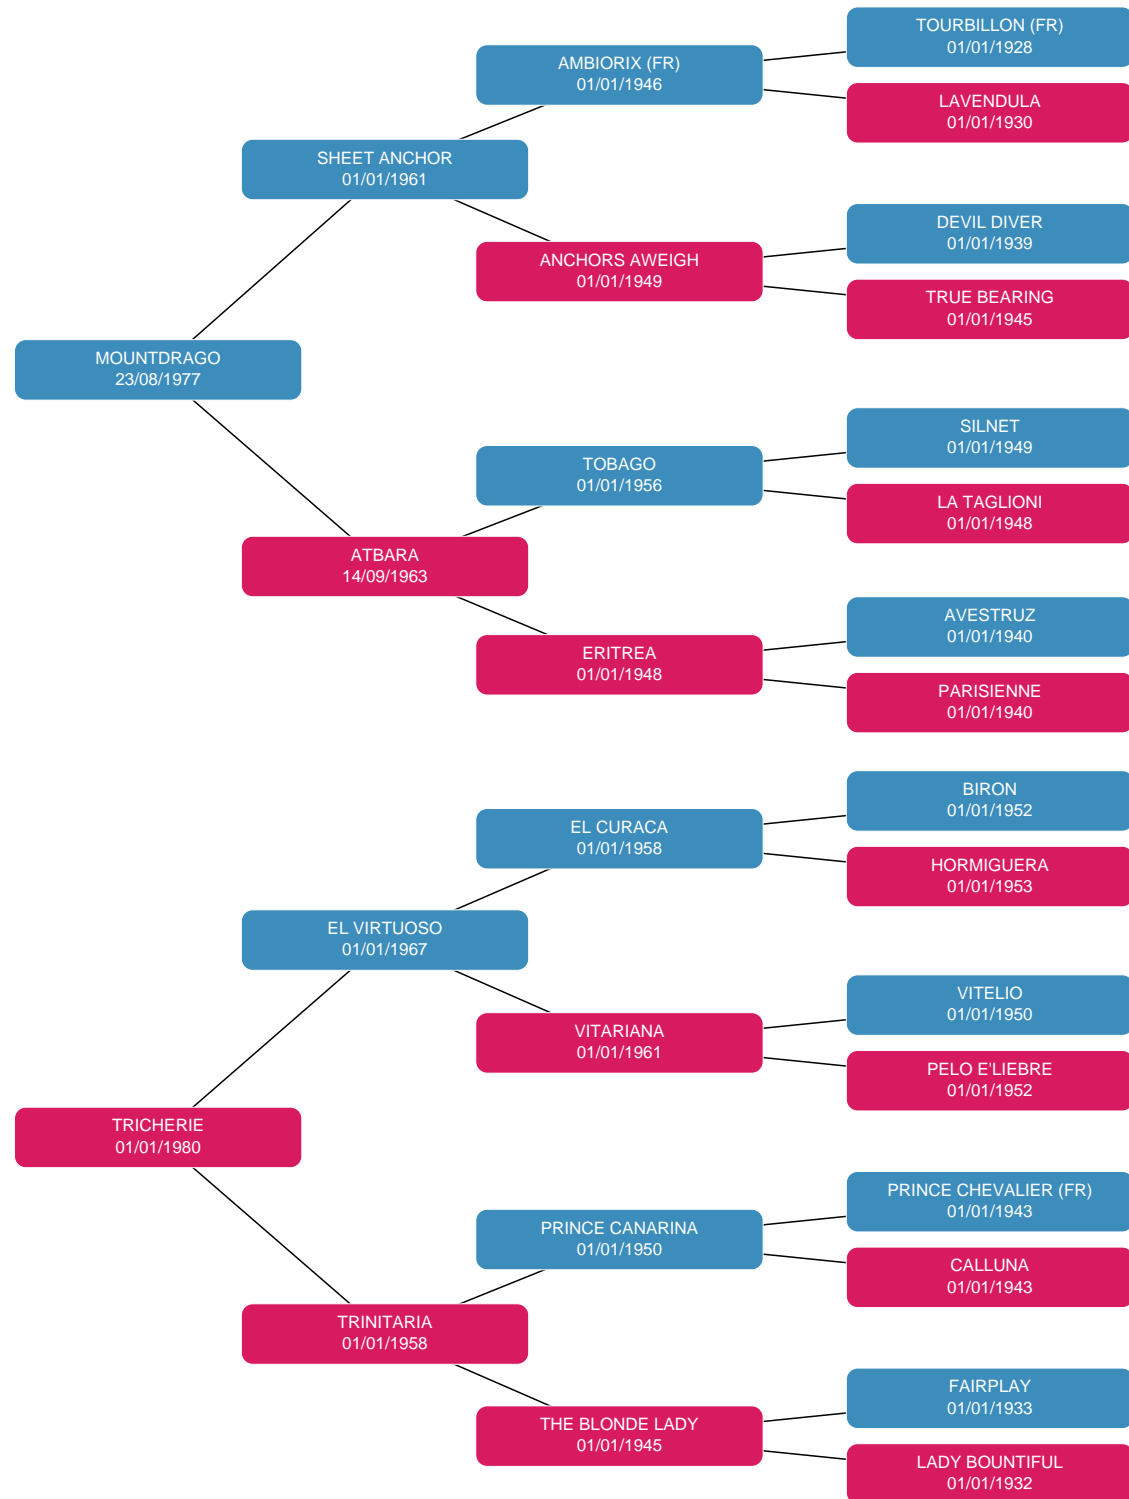 TOURBILLON (FR)
01/01/1928
AMBIORIX (FR)
01/01/1946
LAVENDULA
01/01/1930
SHEET ANCHOR
01/01/1961
DEVIL DIVER
01/01/1939
ANCHORS AWEIGH
01/01/1949
TRUE BEARING
01/01/1945
MOUNTDRAGO
23/08/1977
SILNET
01/01/1949
TOBAGO
01/01/1956
LA TAGLIONI
01/01/1948
ATBARA
14/09/1963
AVESTRUZ
01/01/1940
ERITREA
01/01/1948
PARISIENNE
01/01/1940
BIRON
01/01/1952
EL CURACA
01/01/1958
HORMIGUERA
01/01/1953
EL VIRTUOSO
01/01/1967
VITELIO
01/01/1950
VITARIANA
01/01/1961
PELO E'LIEBRE
01/01/1952
TRICHERIE
01/01/1980
PRINCE CHEVALIER (FR)
01/01/1943
PRINCE CANARINA
01/01/1950
CALLUNA
01/01/1943
TRINITARIA
01/01/1958
FAIRPLAY
01/01/1933
THE BLONDE LADY
01/01/1945
LADY BOUNTIFUL
01/01/1932